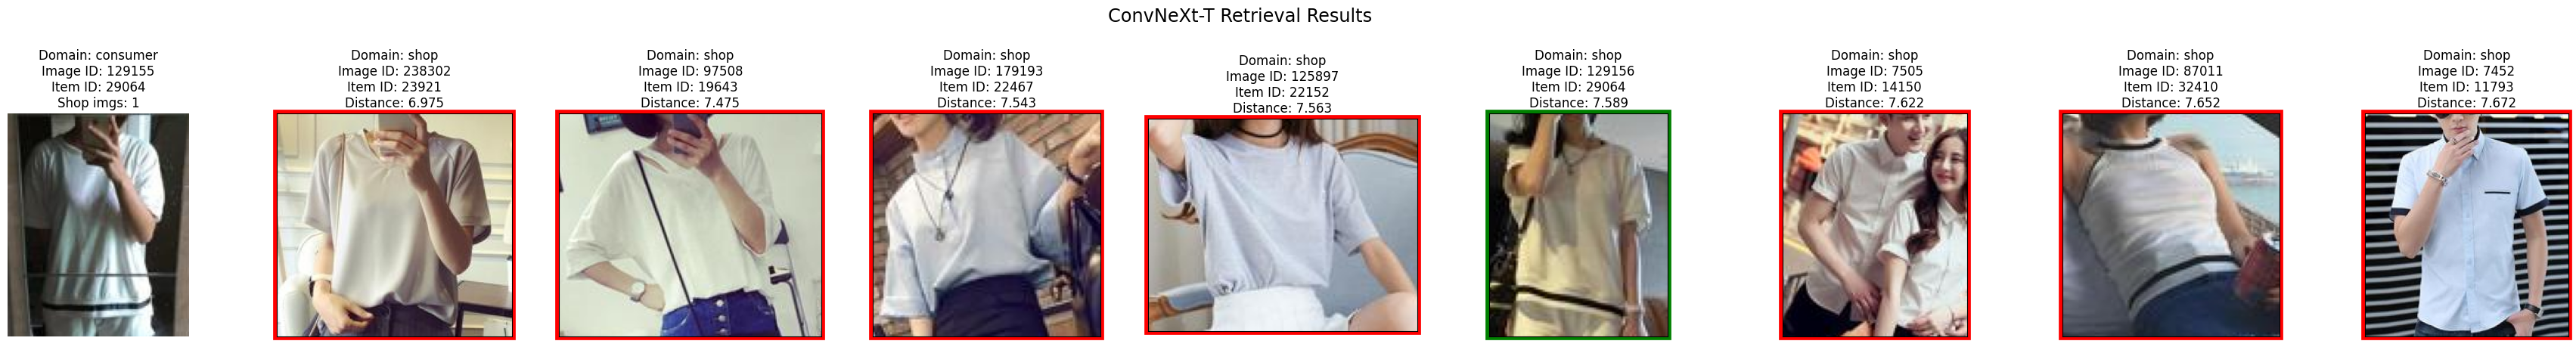 ConvNeXt-T Retrieval Results
Domain: consumer
Image ID: 129155
Item ID: 29064
Shop imgs: 1
Domain: shop
Image ID: 238302
Item ID: 23921
Distance: 6.975
Domain: shop
Image ID: 97508
Item ID: 19643
Distance: 7.475
Domain: shop
Image ID: 179193
Item ID: 22467
Distance: 7.543
Domain: shop
Image ID: 125897
Item ID: 22152
Distance: 7.563
Domain: shop
Image ID: 129156
Item ID: 29064
Distance: 7.589
Domain: shop
Image ID: 7505
Item ID: 14150
Distance: 7.622
Domain: shop
Image ID: 87011
Item ID: 32410
Distance: 7.652
Domain: shop
Image ID: 7452
Item ID: 11793
Distance: 7.672